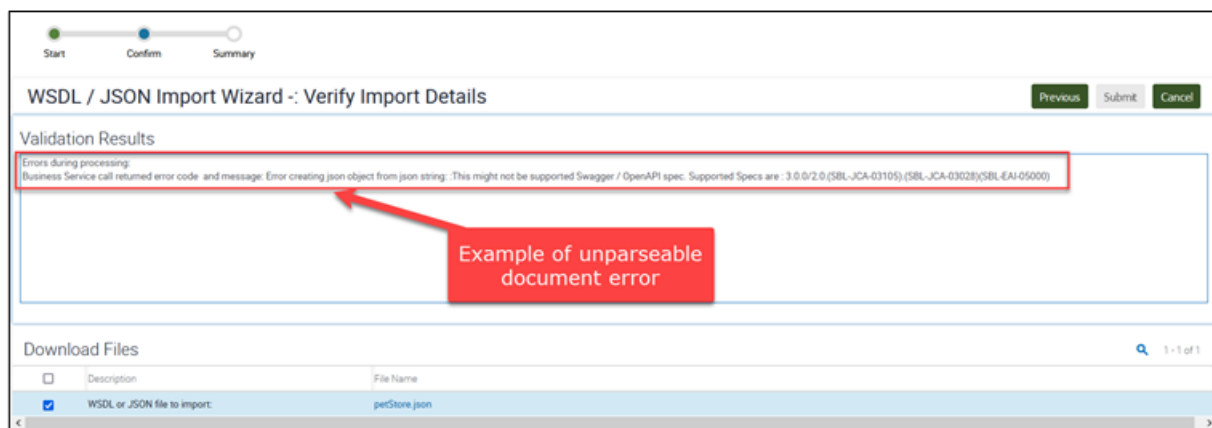 Start Confirm Summary
WSDL / JSON Import Wizard -: Verify Import Details
Previous Submit Cancel
Validation Results
Errors during processing:
Business Service call returned error code and message: Error creating json object from json string: :This might not be supported Swagger / OpenAPI spec. Supported Specs are : 3.0.0/2.0.(SBL-JCA-03105).(SBL-JCA-03028)(SBL-EAI-05000)
Example of unparseable
document error
Download Files 1 - 1 of 1
Description File Name
WSDL or JSON file to import: petStore.json